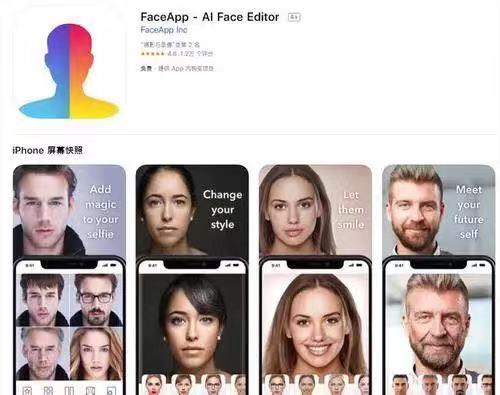 FaceApp - AI Face Editor 4+
FaceApp Inc
“摄影与录像”类第 2 名
★★★★★ 4.8, 1.2万 个评分
免费 · 提供 App 内购买项目
iPhone 屏幕快照
Add
magic
to your
selfie
Change
your
style
Let
them
smile
Meet
your
future
self
9:41
9:41
9:41
9:41